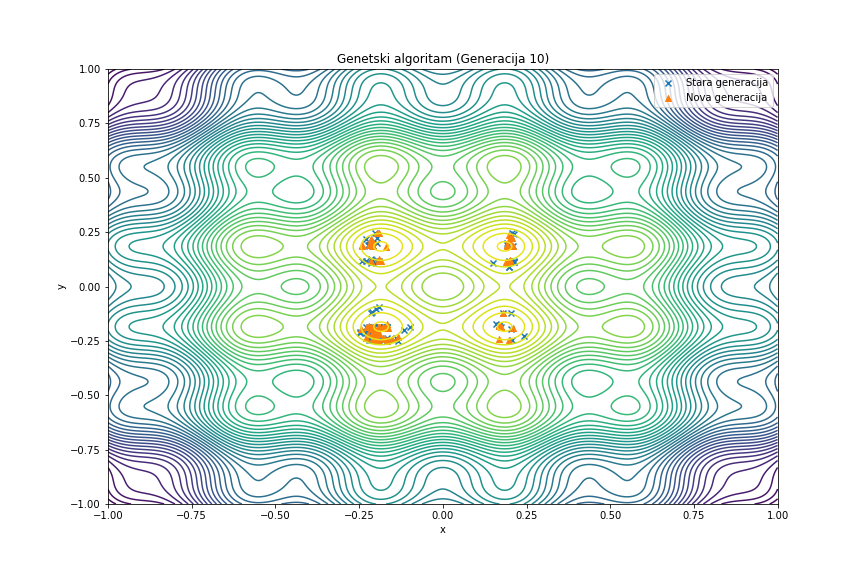 Genetski algoritam (Generacija 10)
Stara generacija
Nova generacija
1.00
0.75
0.50
0.25
0.00
−0.25
−0.50
−0.75
−1.00
y
−1.00 −0.75 −0.50 −0.25 0.00 0.25 0.50 0.75 1.00
x